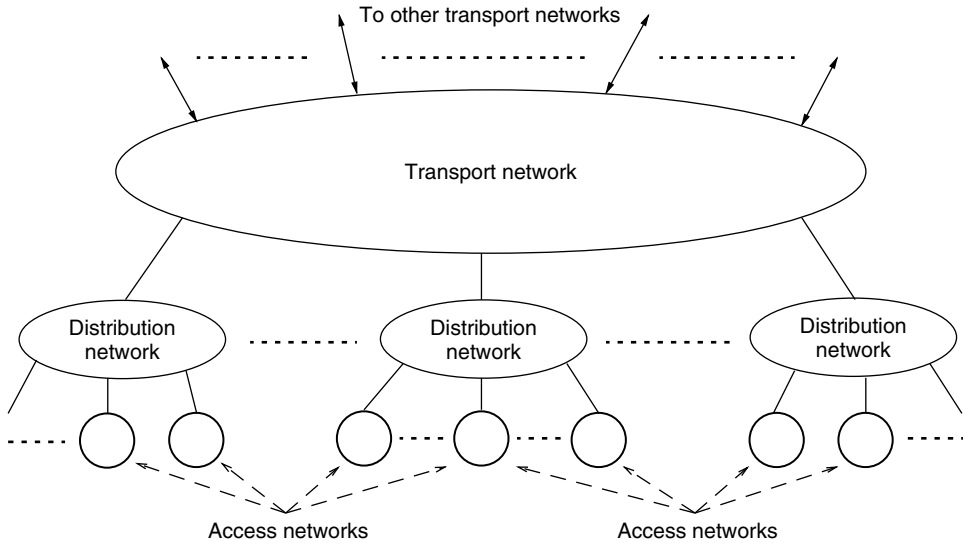 To other transport networks
Transport network
Distribution
network
Distribution
network
Distribution
network
Access networks
Access networks